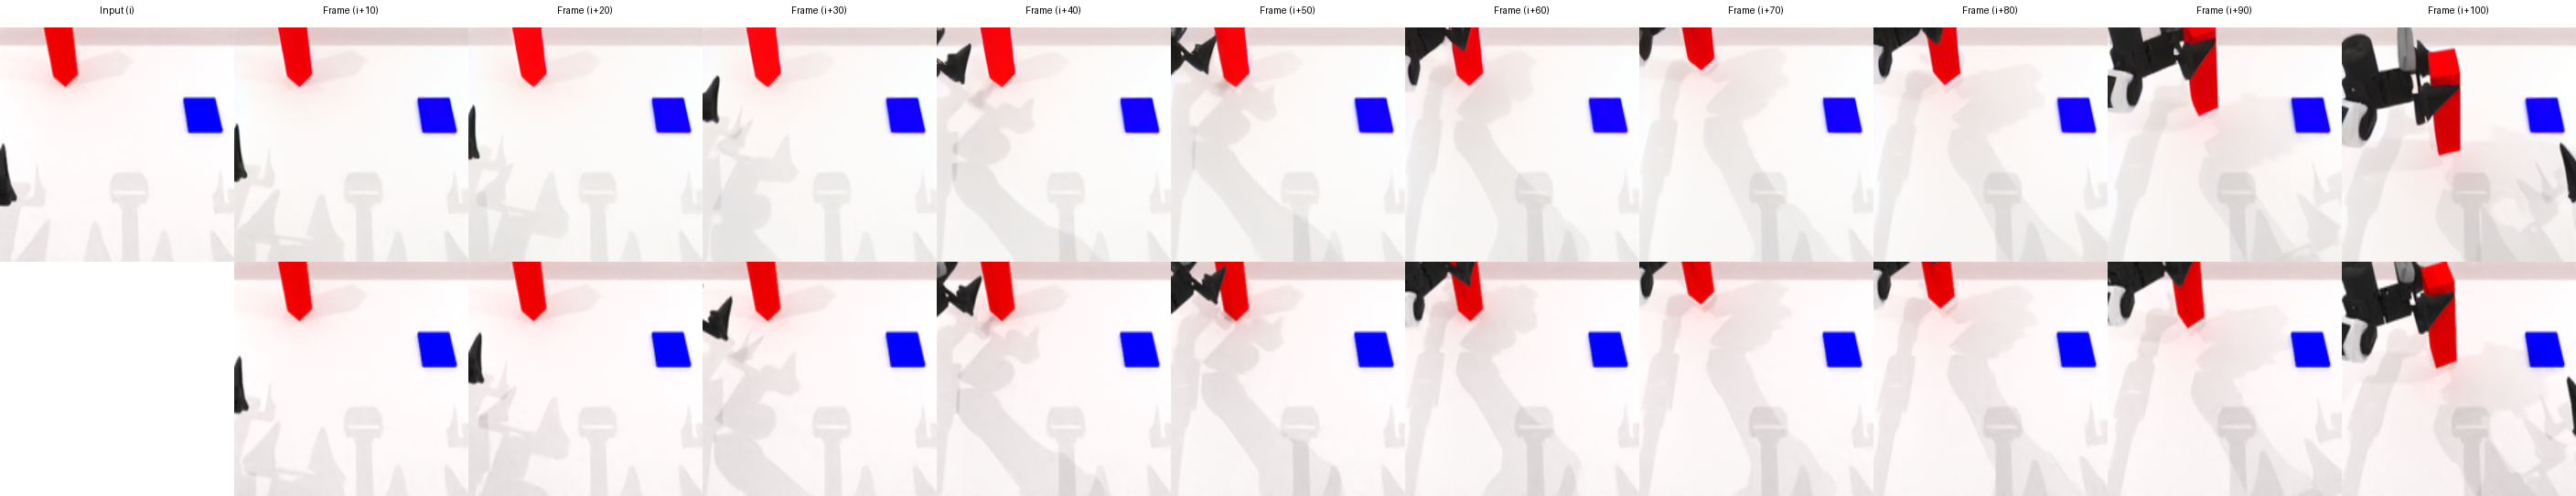 Input (i)
Frame (i+10)
Frame (i+20)
Frame (i+30)
Frame (i+40)
Frame (i+50)
Frame (i+60)
Frame (i+70)
Frame (i+80)
Frame (i+90)
Frame (i+100)